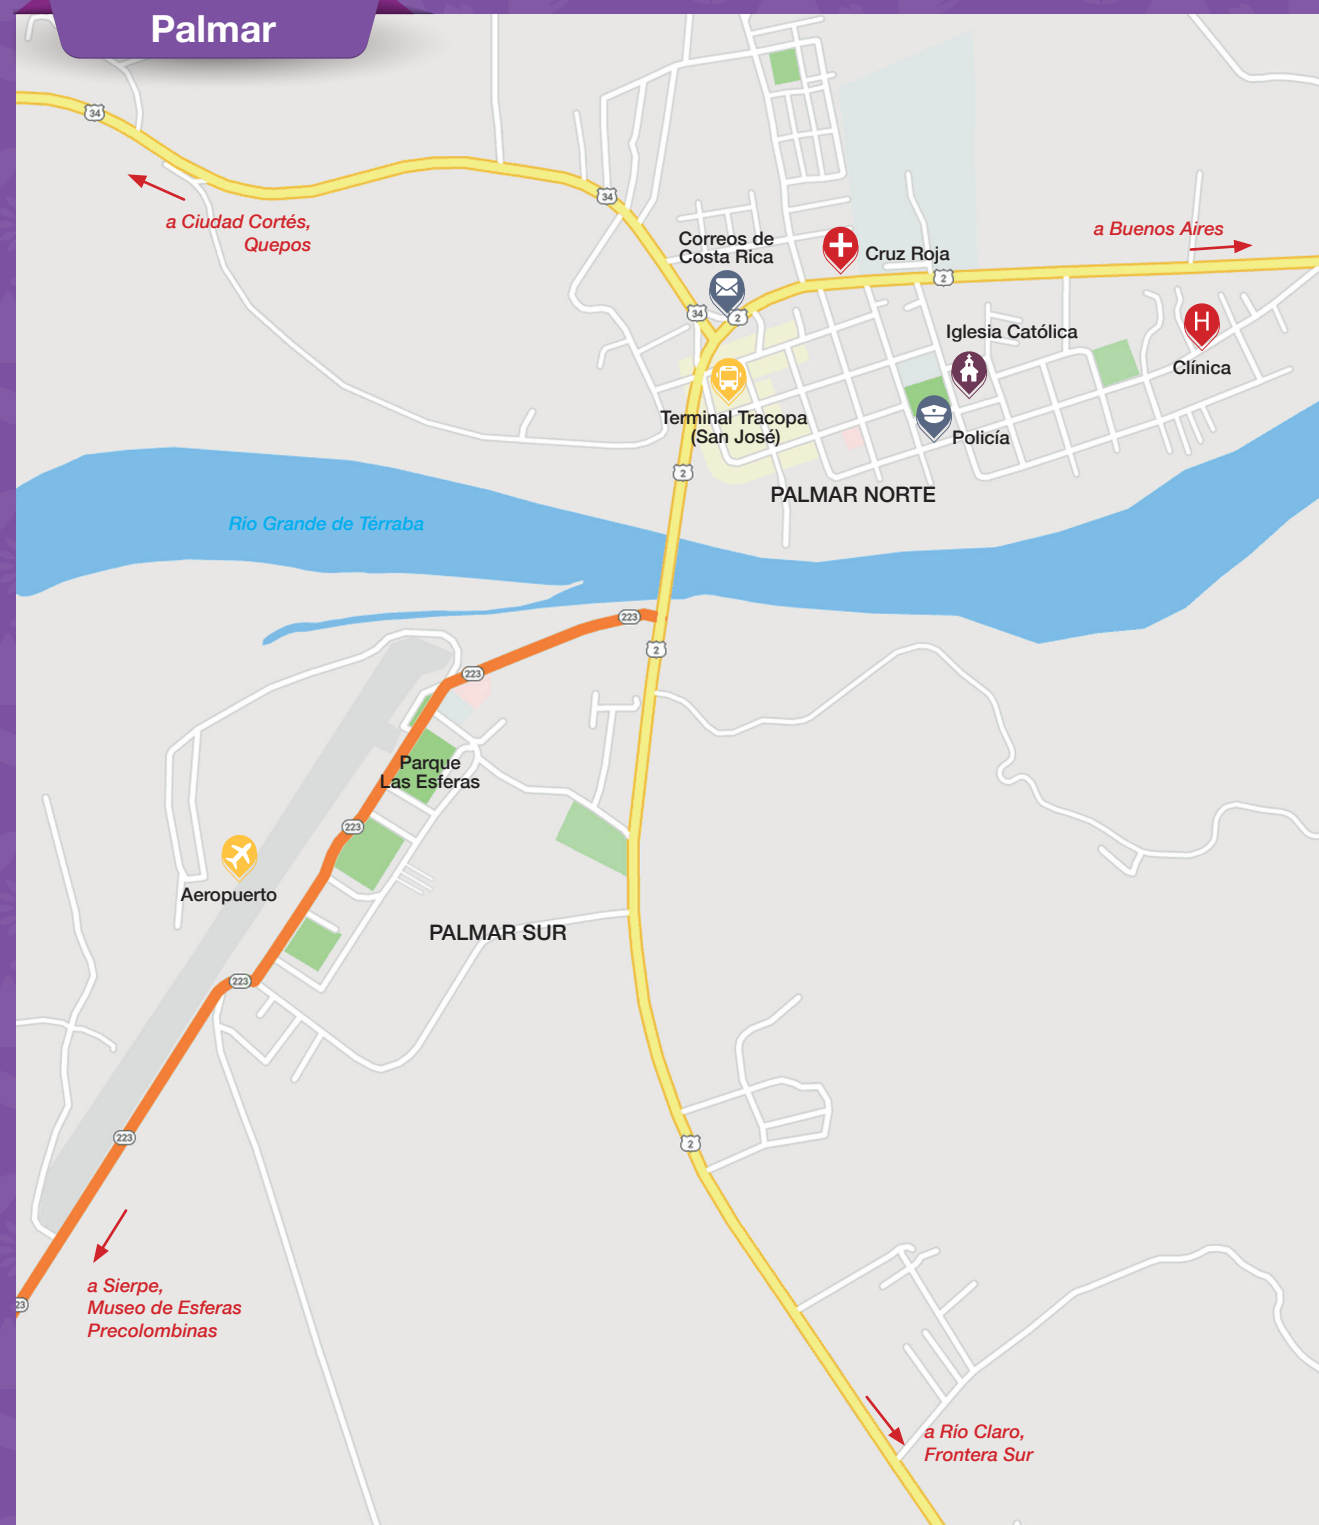 Palmar
34
34
a Ciudad Cortés,
Quepos
Correos de
Costa Rica
Cruz Roja
a Buenos Aires
2
34
2
Iglesia Católica
Clínica
Terminal Tracopa
(San José)
Policía
H
2
PALMAR NORTE
Río Grande de Térraba
223
2
223
Parque
Las Esferas
223
Aeropuerto
PALMAR SUR
223
223
2
a Sierpe,
Museo de Esferas
Precolombinas
23
a Río Claro,
Frontera Sur